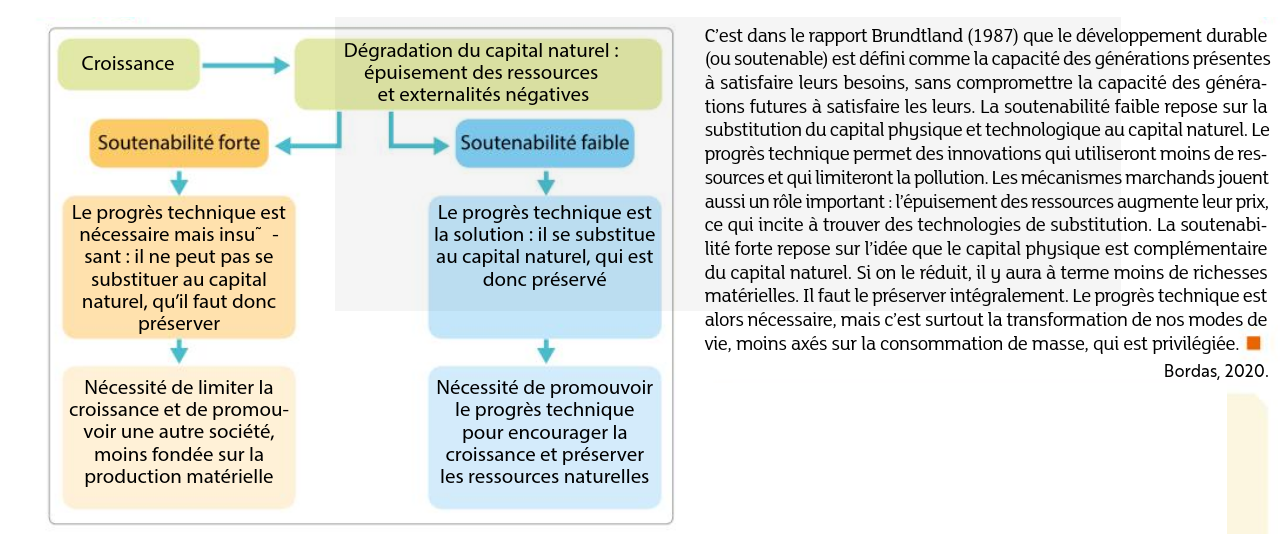 Croissance
Dégradation du capital naturel :
épuisement des ressources
et externalités négatives
Soutenabilité forte
Soutenabilité faible
Le progrès technique est
nécessaire mais insu˜ -
sant : il ne peut pas se
substituer au capital
naturel, qu’il faut donc
préserver
Le progrès technique est
la solution : il se substitue
au capital naturel, qui est
donc préservé
Nécessité de limiter la
croissance et de promou-
voir une autre société,
moins fondée sur la
production matérielle
Nécessité de promouvoir
le progrès technique
pour encourager la
croissance et préserver
les ressources naturelles
C’est dans le rapport Brundtland (1987) que le développement durable
(ou soutenable) est défini comme la capacité des générations présentes
à satisfaire leurs besoins, sans compromettre la capacité des généra-
tions futures à satisfaire les leurs. La soutenabilité faible repose sur la
substitution du capital physique et technologique au capital naturel. Le
progrès technique permet des innovations qui utiliseront moins de res-
sources et qui limiteront la pollution. Les mécanismes marchands jouent
aussi un rôle important : l’épuisement des ressources augmente leur prix,
ce qui incite à trouver des technologies de substitution. La soutenabi-
lité forte repose sur l’idée que le capital physique est complémentaire
du capital naturel. Si on le réduit, il y aura à terme moins de richesses
matérielles. Il faut le préserver intégralement. Le progrès technique est
alors nécessaire, mais c’est surtout la transformation de nos modes de
vie, moins axés sur la consommation de masse, qui est privilégiée.
Bordas, 2020.